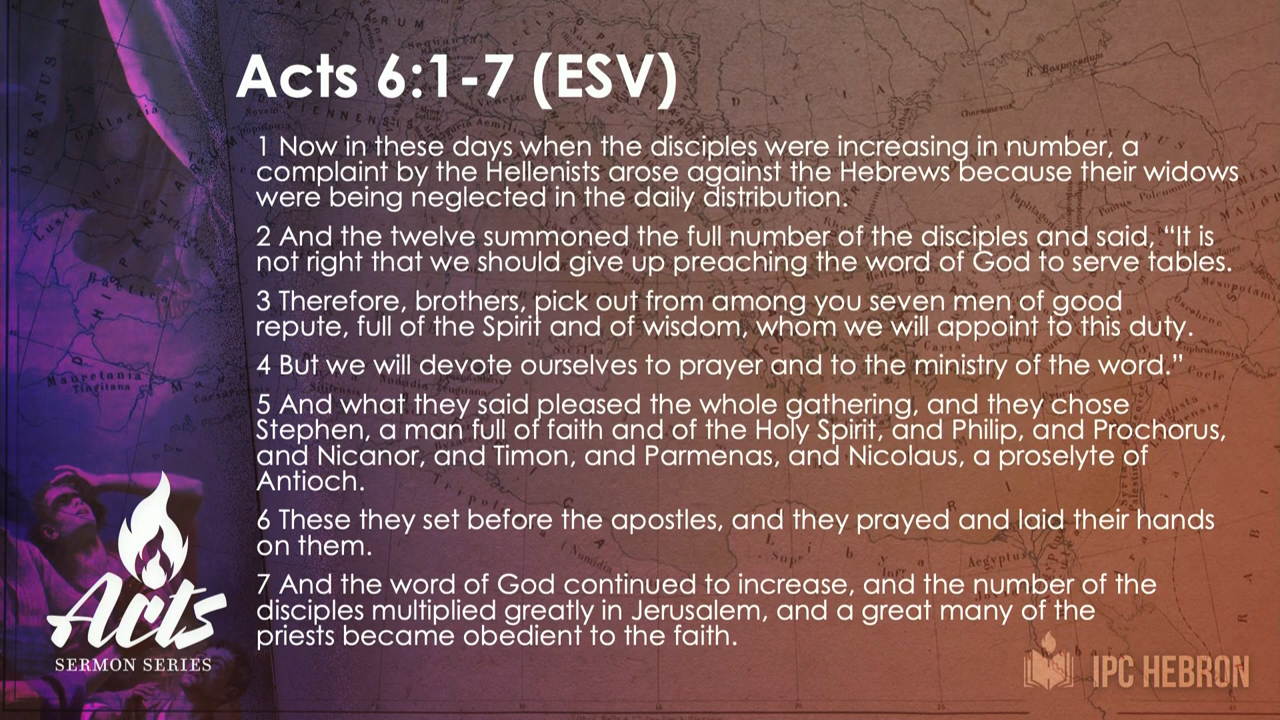 Acts 6:1-7 (ESV)
1 Now in these days when the disciples were increasing in number, a
complaint by the Hellenists arose against the Hebrews because their widows
were being neglected in the daily distribution.
2 And the twelve summoned the full number of the disciples and said, “It is
not right that we should give up preaching the word of God to serve tables.
3 Therefore, brothers, pick out from among you seven men of good
repute, full of the Spirit and of wisdom, whom we will appoint to this duty.
4 But we will devote ourselves to prayer and to the ministry of the word.”
5 And what they said pleased the whole gathering, and they chose
Stephen, a man full of faith and of the Holy Spirit, and Philip, and Prochorus,
and Nicanor, and Timon, and Parmenas, and Nicolaus, a proselyte of
Antioch.
6 These they set before the apostles, and they prayed and laid their hands
on them.
7 And the word of God continued to increase, and the number of the
disciples multiplied greatly in Jerusalem, and a great many of the
priests became obedient to the faith.
Acts
SERMON SERIES
IPC HEBRON
Mauretania
Tingitana
Gallaecia
Baetica
DACIA
Aegyptus
Tripolis